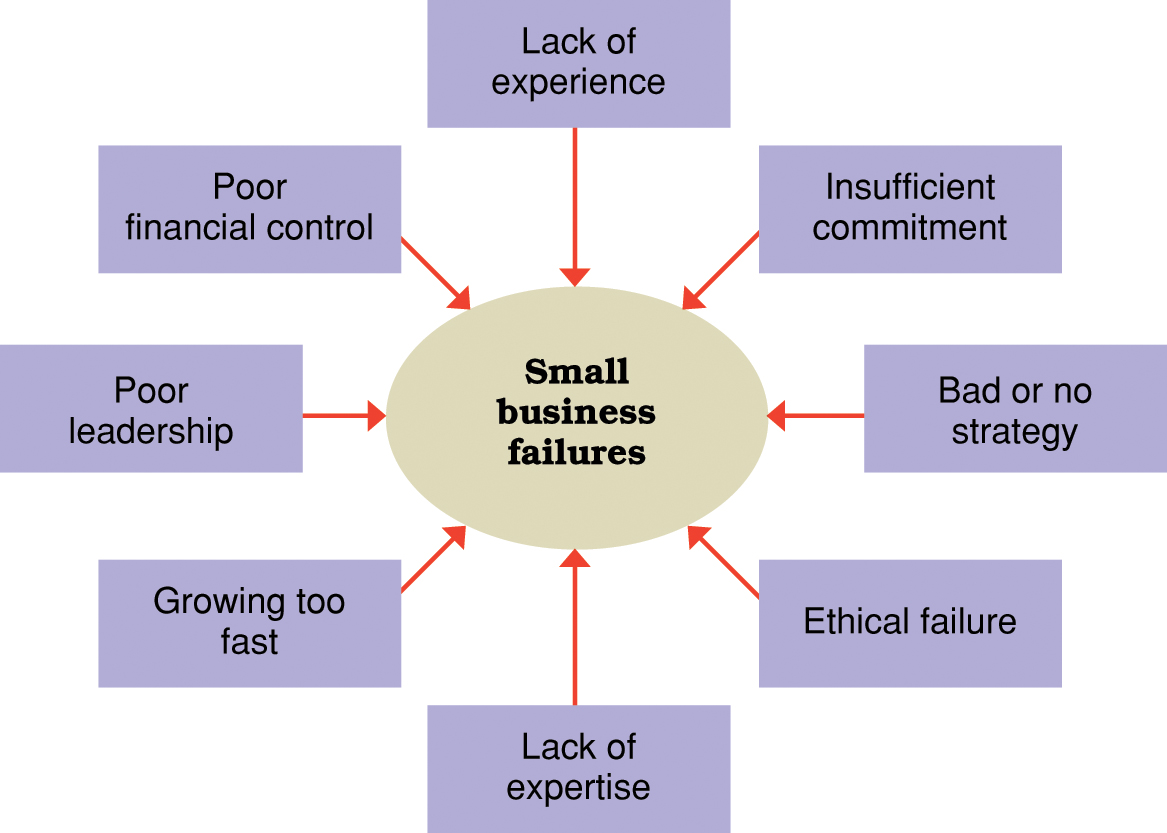 Lack of
experience
Poor
financial control
Insufficient
commitment
Poor
leadership
Small
business
failures
Bad or no
strategy
Growing too
fast
Ethical failure
Lack of
expertise